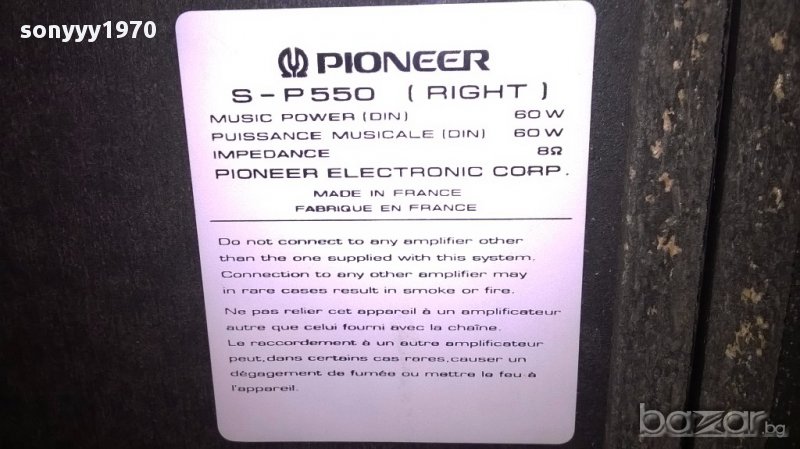 sonyyy1970
PIONEER
S-P550 ( RIGHT )
MUSIC POWER (DIN) 60W
PUISSANCE MUSICALE (DIN) 60W
IMPEDANCE 8Ω
PIONEER ELECTRONIC CORP.
MADE IN FRANCE
FABRIQUE EN FRANCE
Do not connect to any amplifier other
than the one supplied with this system.
Connection to any other amplifier may
in rare cases result in smoke or fire.
Ne pas relier cet appareil à un amplificateur
autre que celui fourni avec la chaîne.
Le raccordement à un autre amplificateur
peut,dans certains cas rares,causer un
dégagement de fumée ou mettre le feu à
l'appareil.
bazar.bg